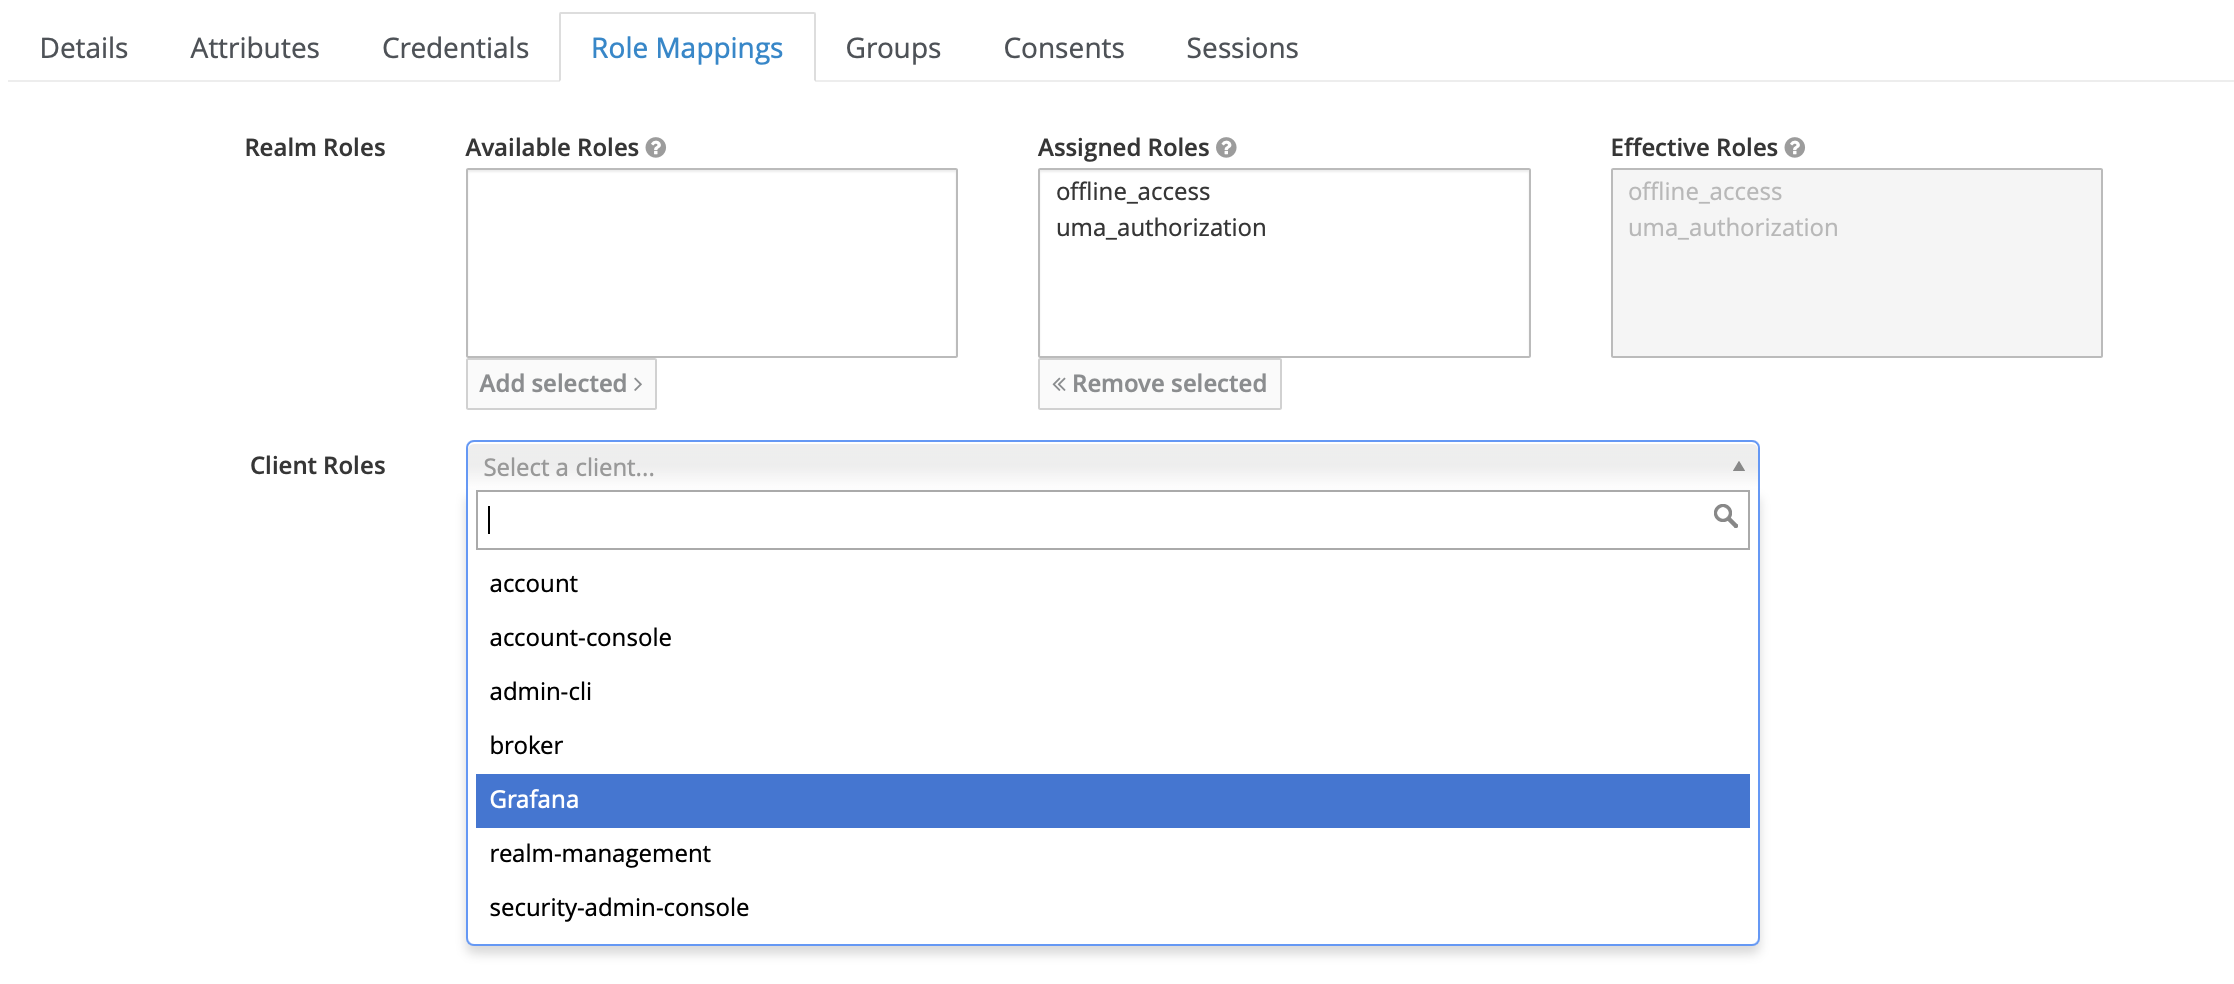 Details Attributes Credentials Role Mappings Groups Consents Sessions
Realm Roles Available Roles Assigned Roles Effective Roles
offline_access offline_access
uma_authorization uma_authorization
Add selected > « Remove selected
Client Roles Select a client...
account
account-console
admin-cli
broker
Grafana
realm-management
security-admin-console